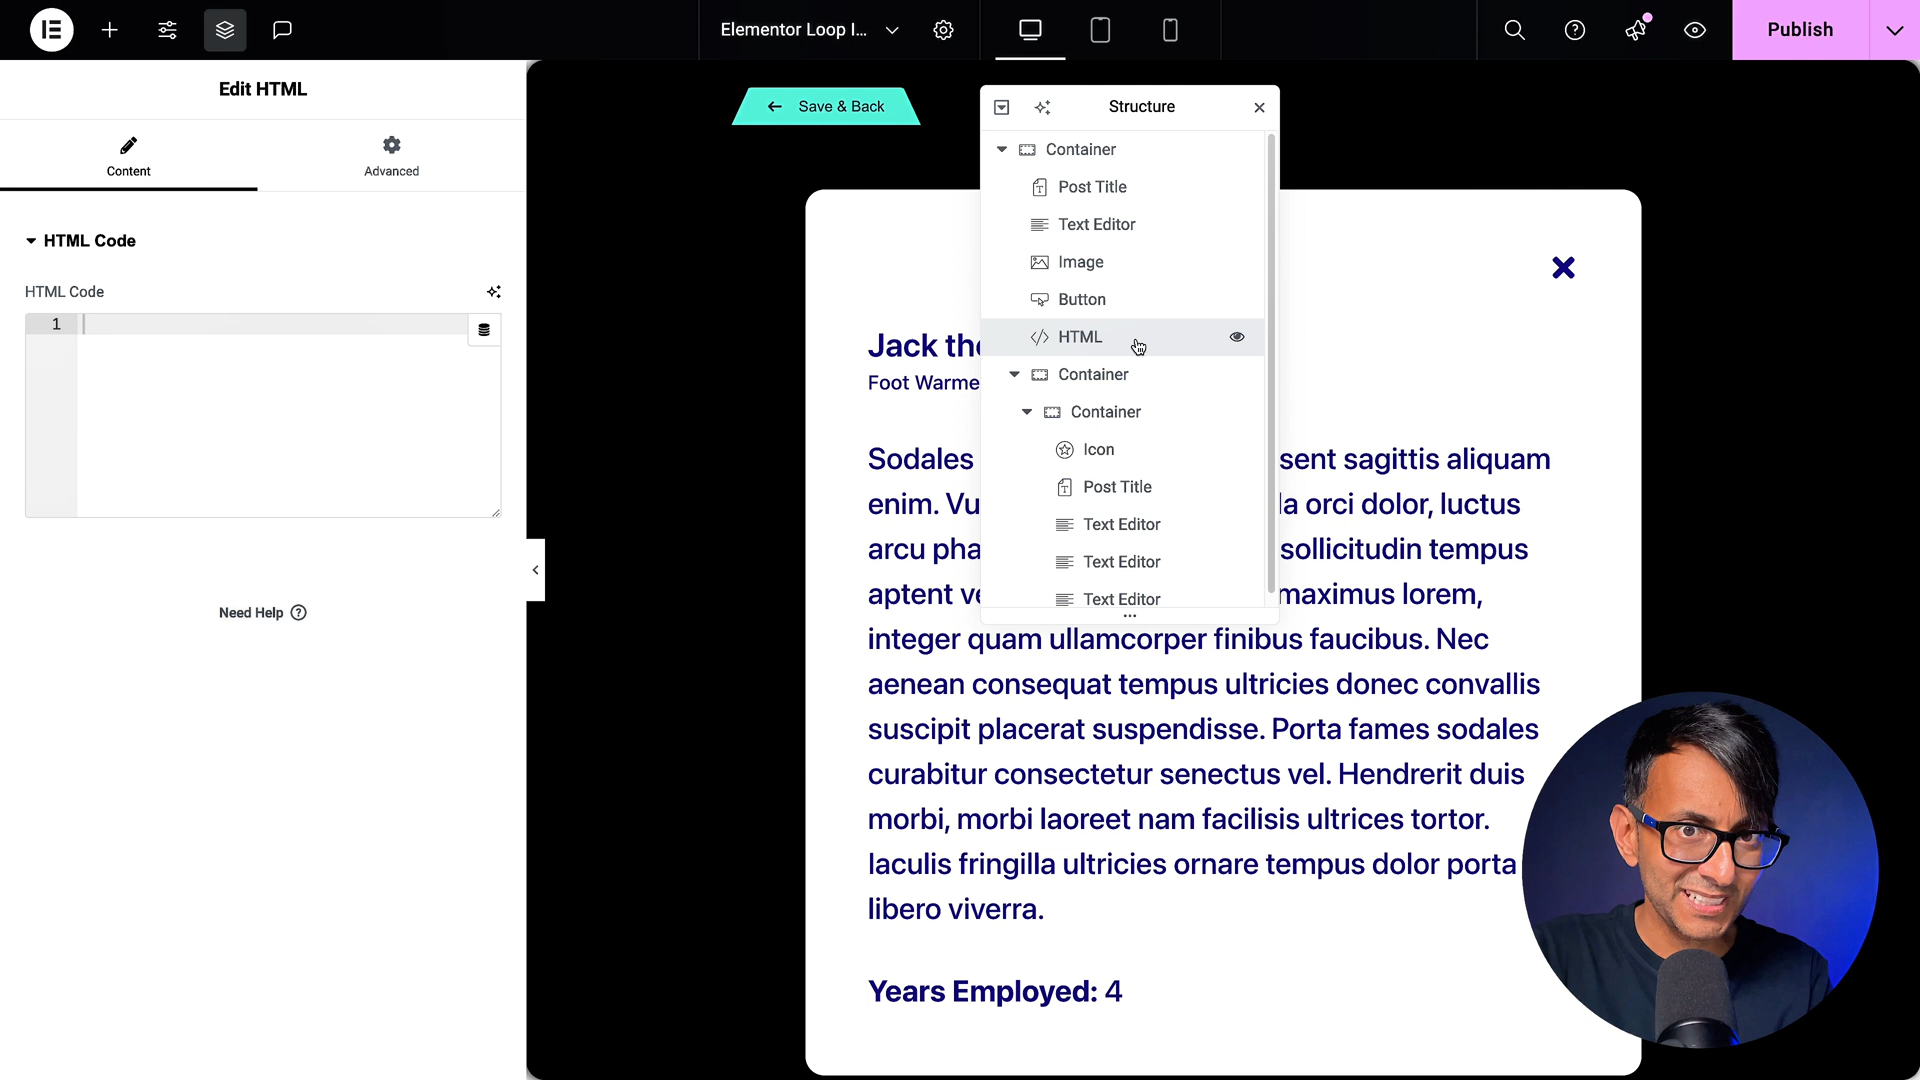 Elementor Loop I...
Publish
Edit HTML
Content
Advanced
HTML Code
HTML Code
1
Need Help
Save & Back
Structure
Container
Post Title
Text Editor
Image
Button
HTML
Container
Container
Icon
Post Title
Text Editor
Text Editor
Text Editor
Jack the
Foot Warme
Sodales sent sagittis aliquam
enim. Vu la orci dolor, luctus
arcu pha sollicitudin tempus
aptent ve maximus lorem,
integer quam ullamcorper finibus faucibus. Nec
aenean consequat tempus ultricies donec convallis
suscipit placerat suspendisse. Porta fames sodales
curabitur consectetur senectus vel. Hendrerit duis
morbi, morbi laoreet nam facilisis ultrices tortor.
Iaculis fringilla ultricies ornare tempus dolor porta
libero viverra.
Years Employed: 4